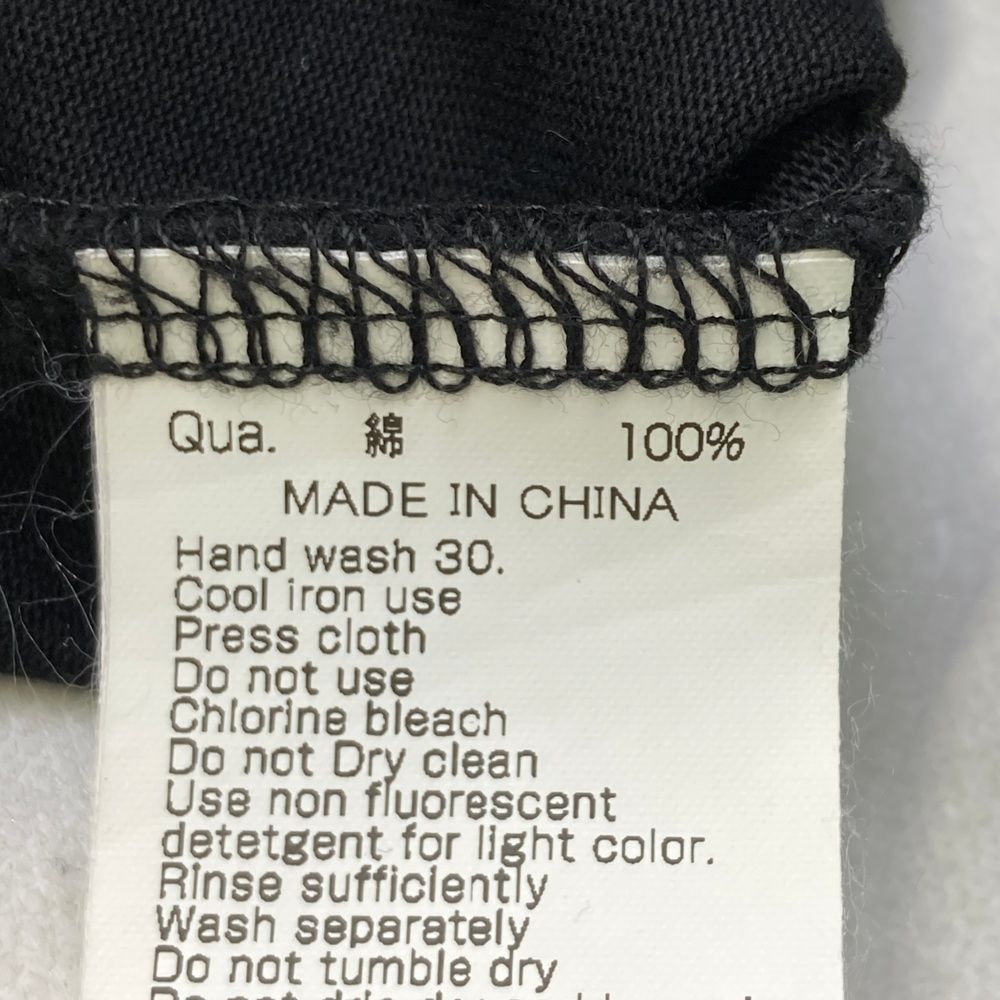 Qua. 綿 100%
MADE IN CHINA
Hand wash 30.
Cool iron use
Press cloth
Do not use
Chlorine bleach
Do not Dry clean
Use non fluorescent
detetgent for light color.
Rinse sufficiently
Wash separately
Do not tumble dry